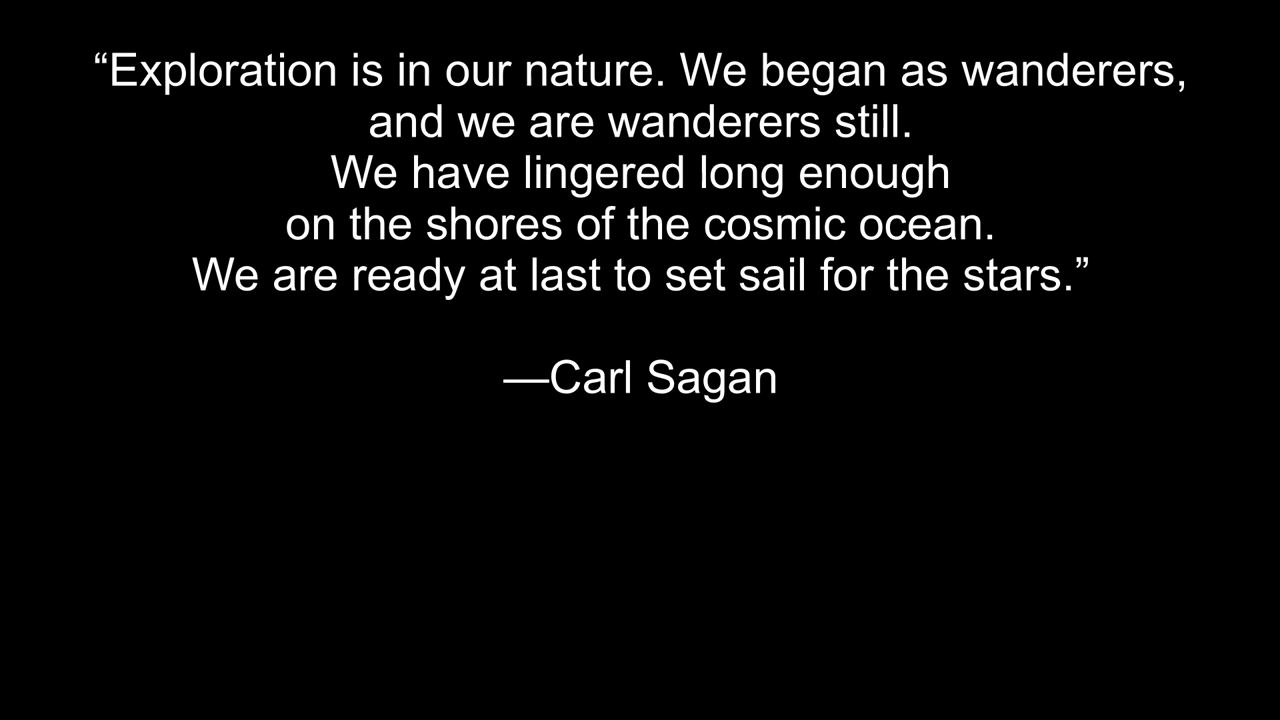 “Exploration is in our nature. We began as wanderers,
and we are wanderers still.
We have lingered long enough
on the shores of the cosmic ocean.
We are ready at last to set sail for the stars.”
—Carl Sagan